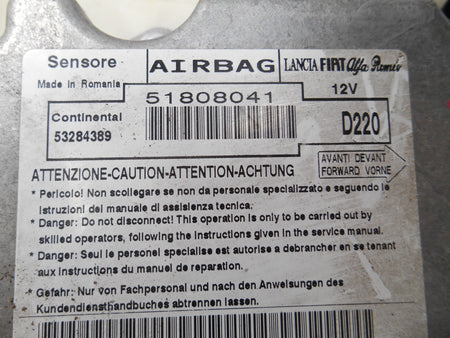 Sensore AIRBAG LANCIA FIAT Alfa Romeo
Made in Romania 51808041 12V
Continental
53284389 D220
ATTENZIONE-CAUTION-ATTENTION-ACHTUNG
AVANTI DEVANT
FORWARD VORNE
* Pericolo! Non scollegare se non da personale specializzato e seguendo le
istruzioni del manuale di assistenza tecnica.
* Danger: Do not disconnect! This operation is only to be carried out by
skilled operators, following the instructions given in the service manual.
* Danger: Seul le personel specialise est autorise a debrancher en se tenant
aux instructions du manuel de reparation.
* Gefahr: Nur von Fachpersonal und nach den Anweisungen des
Kundendiensthandbuches abtrennen lassen.